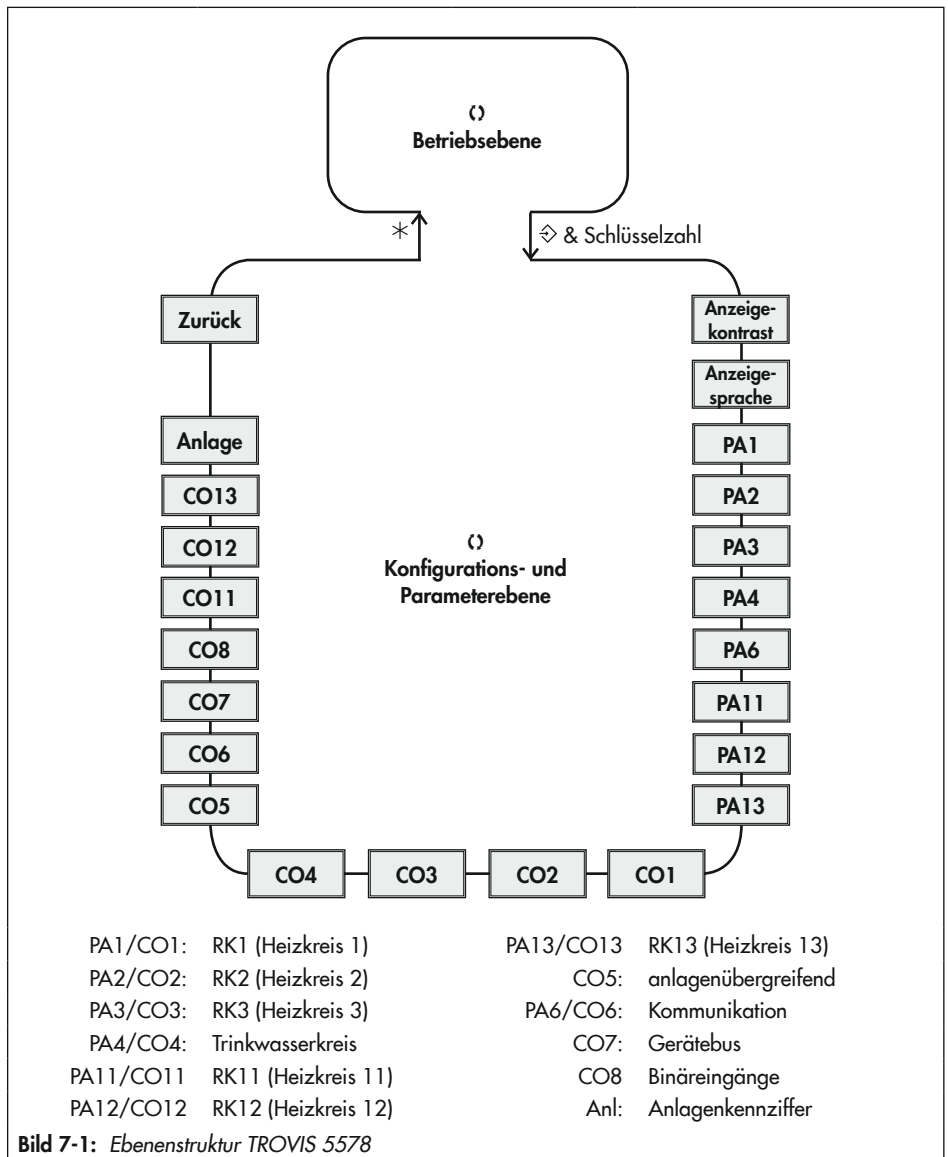 Betriebsebene
& Schlüsselzahl
Zurück
Anlage
CO13
CO12
CO11
CO8
CO7
CO6
CO5
Konfigurations- und
Parameterebene
Anzeige-
kontrast
Anzeige-
sprache
PA1
PA2
PA3
PA4
PA6
PA11
PA12
PA13
CO4
CO3
CO2
CO1
PA1/CO1: RK1 (Heizkreis 1)
PA2/CO2: RK2 (Heizkreis 2)
PA3/CO3: RK3 (Heizkreis 3)
PA4/CO4: Trinkwasserkreis
PA11/CO11 RK11 (Heizkreis 11)
PA12/CO12 RK12 (Heizkreis 12)
PA13/CO13 RK13 (Heizkreis 13)
CO5: anlagenübergreifend
PA6/CO6: Kommunikation
CO7: Gerätebus
CO8 Binäreingänge
Anl: Anlagenkennziffer
Bild 7-1: Ebenenstruktur TROVIS 5578